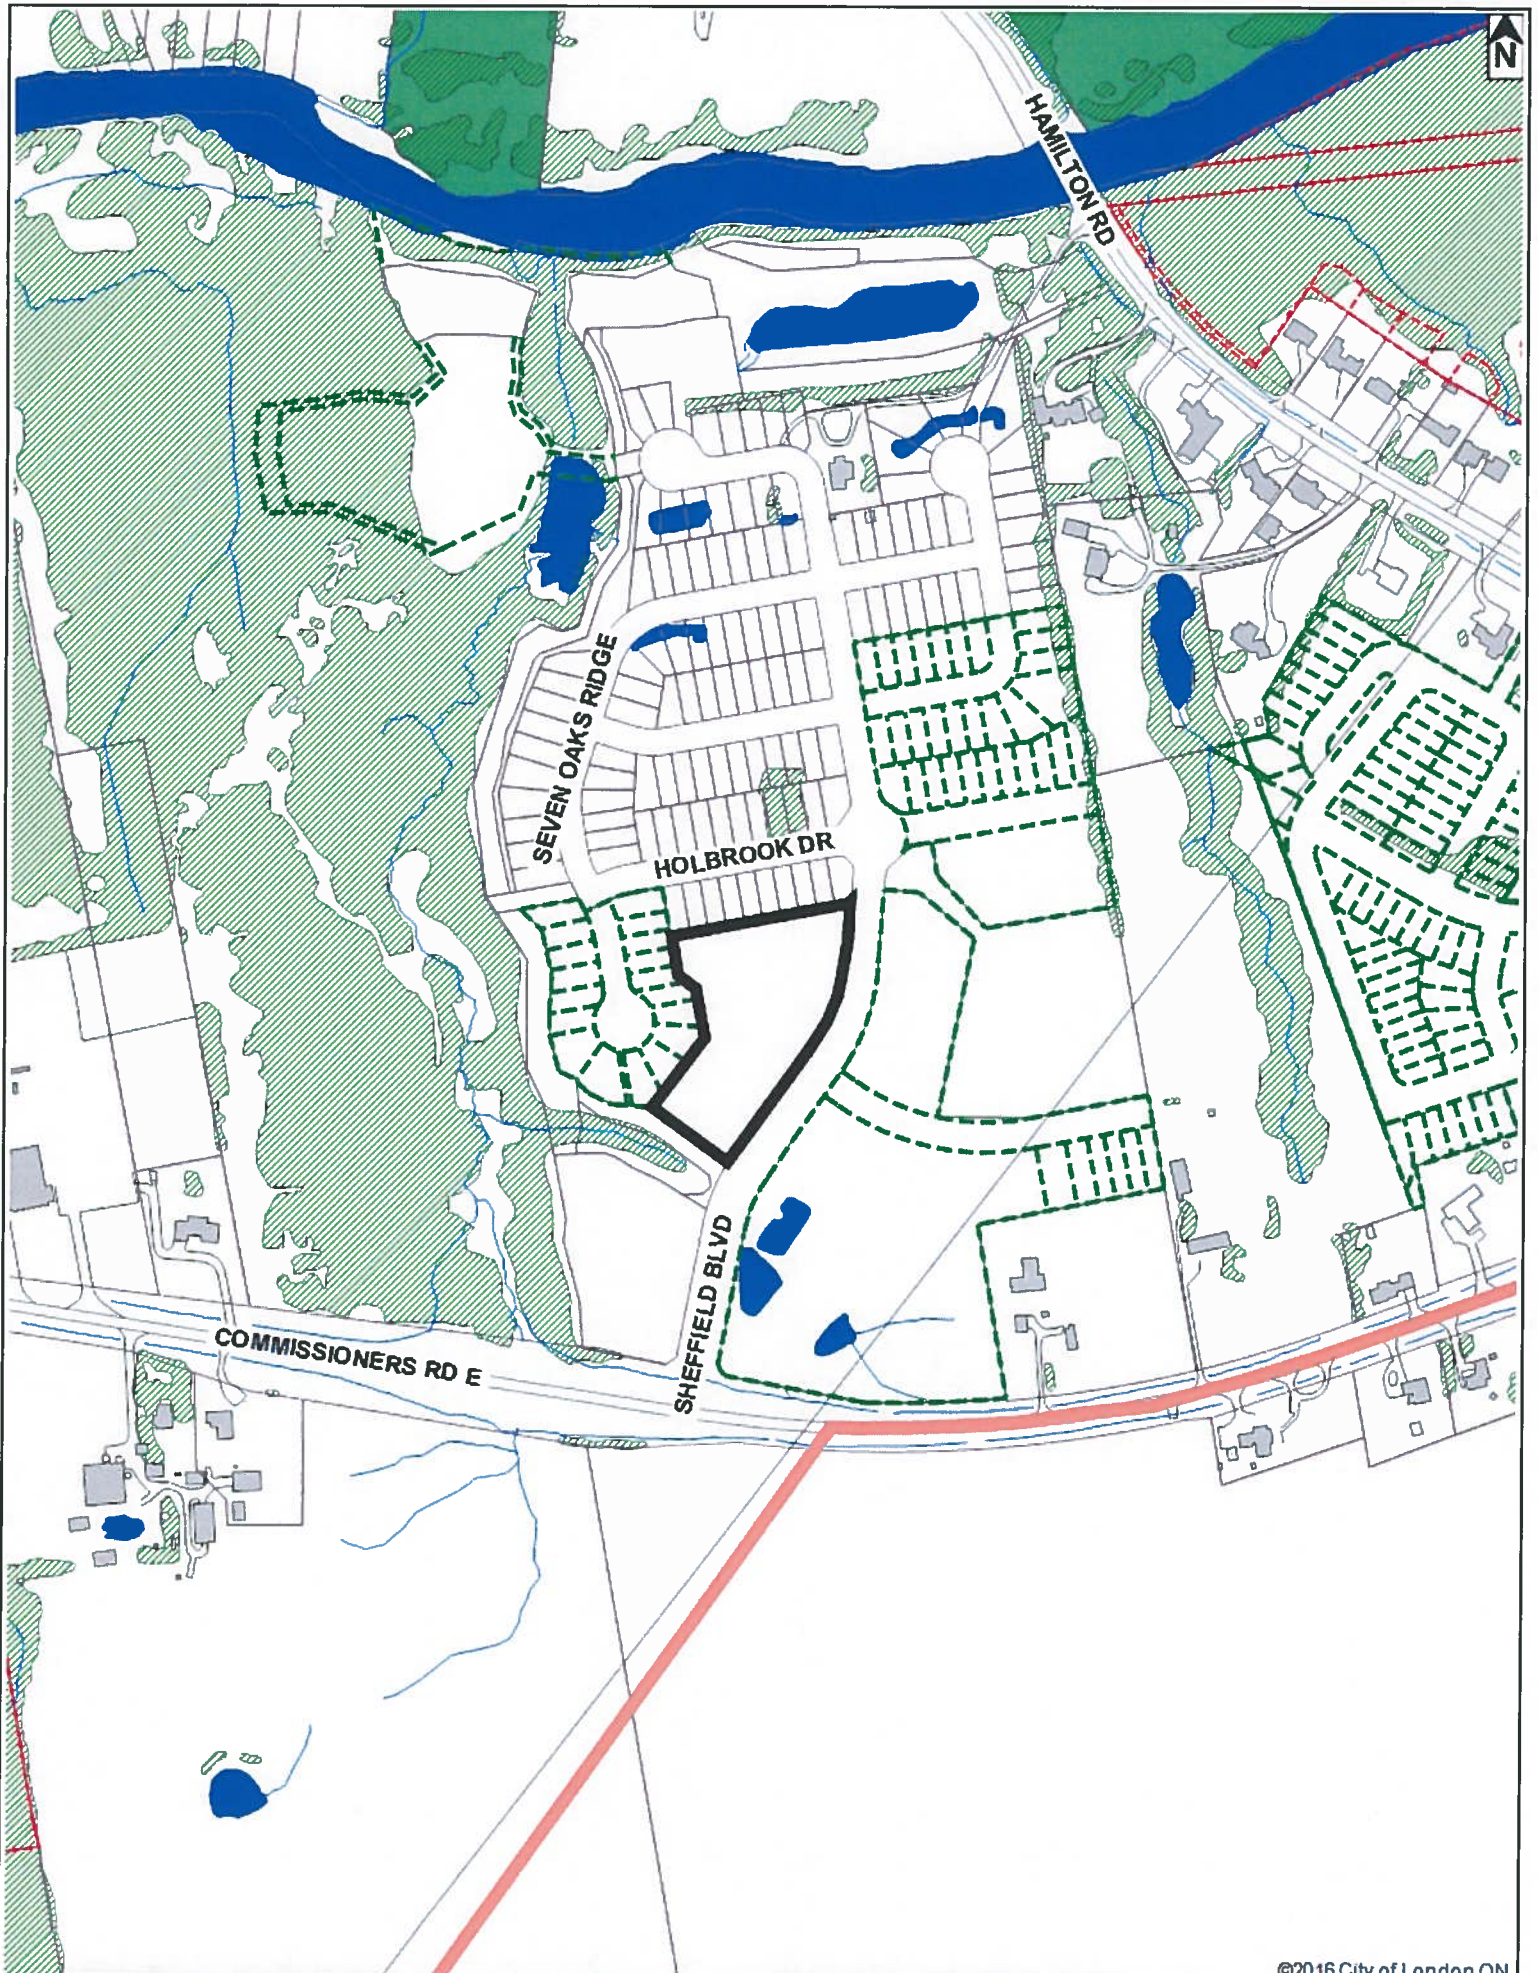 N
HAMILTON RD
SEVEN OAKS RIDGE
HOLBROOK DR
SHEFFIELD BLVD
COMMISSIONERS RD E
©2016 City of London ON